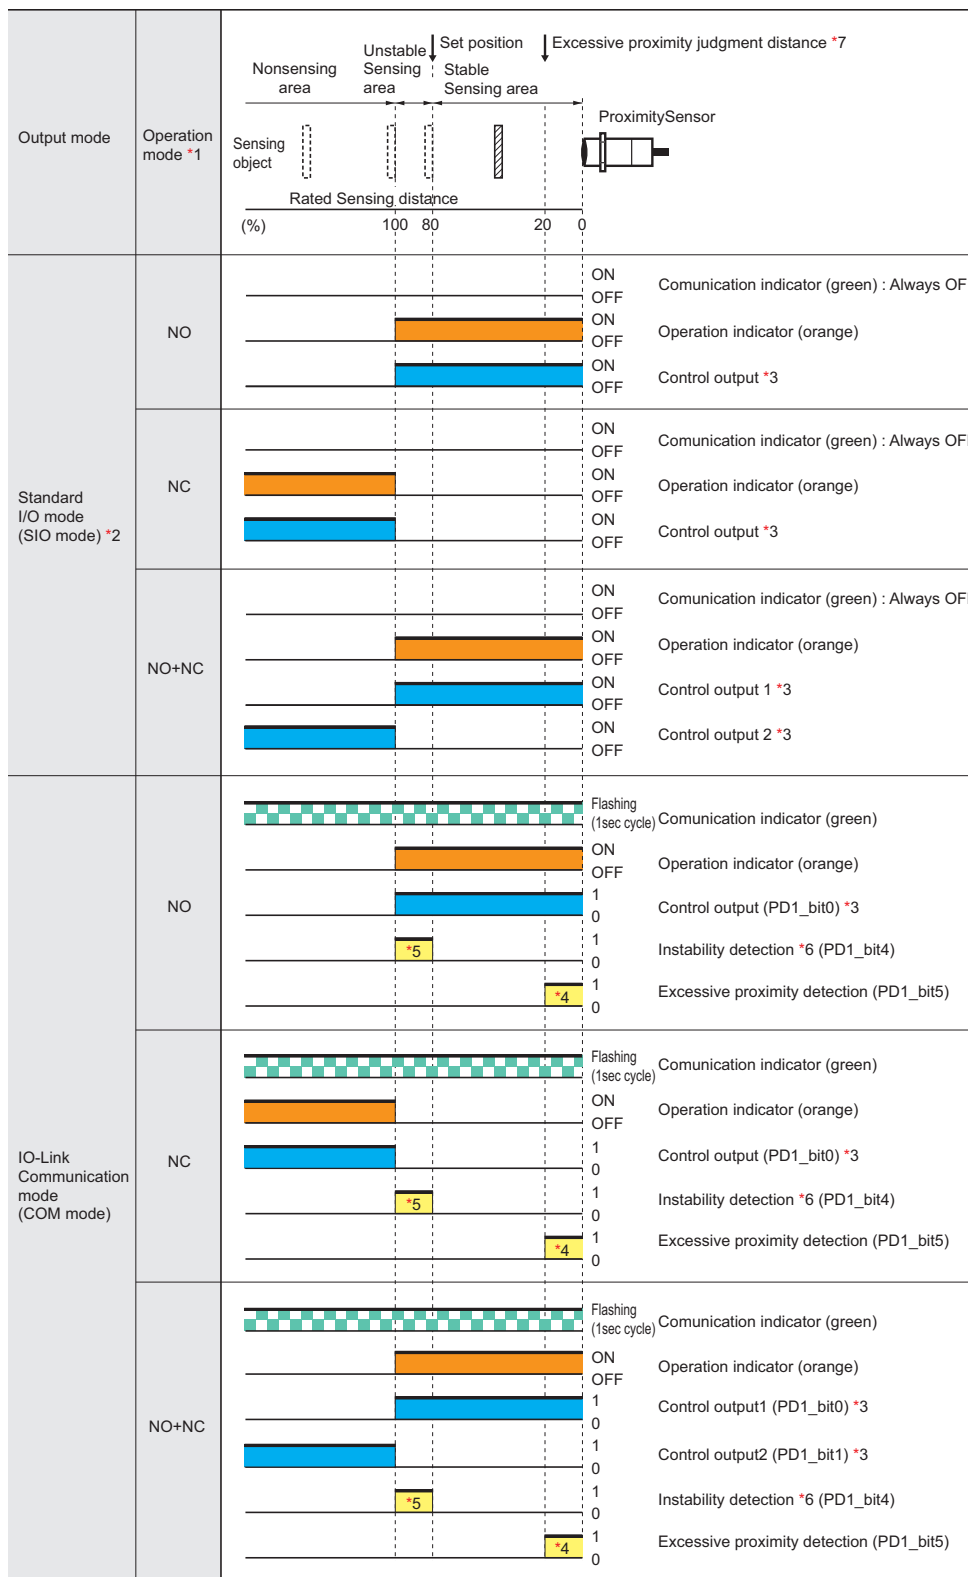 Output mode
Operation
mode *1
Set position
Excessive proximity judgment distance *7
Nonsensing
area
Unstable
Sensing
area
Stable
Sensing area
ProximitySensor
Sensing
object
Rated Sensing distance
(%)
100
80
20
0
Standard
I/O mode
(SIO mode) *2
NO
ON
OFF
Comunication indicator (green) : Always OF
ON
OFF
Operation indicator (orange)
ON
OFF
Control output *3
NC
ON
OFF
Comunication indicator (green) : Always OF
ON
OFF
Operation indicator (orange)
ON
OFF
Control output *3
NO+NC
ON
OFF
Comunication indicator (green) : Always OF
ON
OFF
Operation indicator (orange)
ON
OFF
Control output 1 *3
ON
OFF
Control output 2 *3
IO-Link
Communication
mode
(COM mode)
NO
Flashing
(1sec cycle)
Comunication indicator (green)
ON
OFF
Operation indicator (orange)
1
0
Control output (PD1_bit0) *3
*5
1
0
Instability detection *6 (PD1_bit4)
*4
1
0
Excessive proximity detection (PD1_bit5)
NC
Flashing
(1sec cycle)
Comunication indicator (green)
ON
OFF
Operation indicator (orange)
1
0
Control output (PD1_bit0) *3
*5
1
0
Instability detection *6 (PD1_bit4)
*4
1
0
Excessive proximity detection (PD1_bit5)
NO+NC
Flashing
(1sec cycle)
Comunication indicator (green)
ON
OFF
Operation indicator (orange)
1
0
Control output1 (PD1_bit0) *3
1
0
Control output2 (PD1_bit1) *3
*5
1
0
Instability detection *6 (PD1_bit4)
*4
1
0
Excessive proximity detection (PD1_bit5)